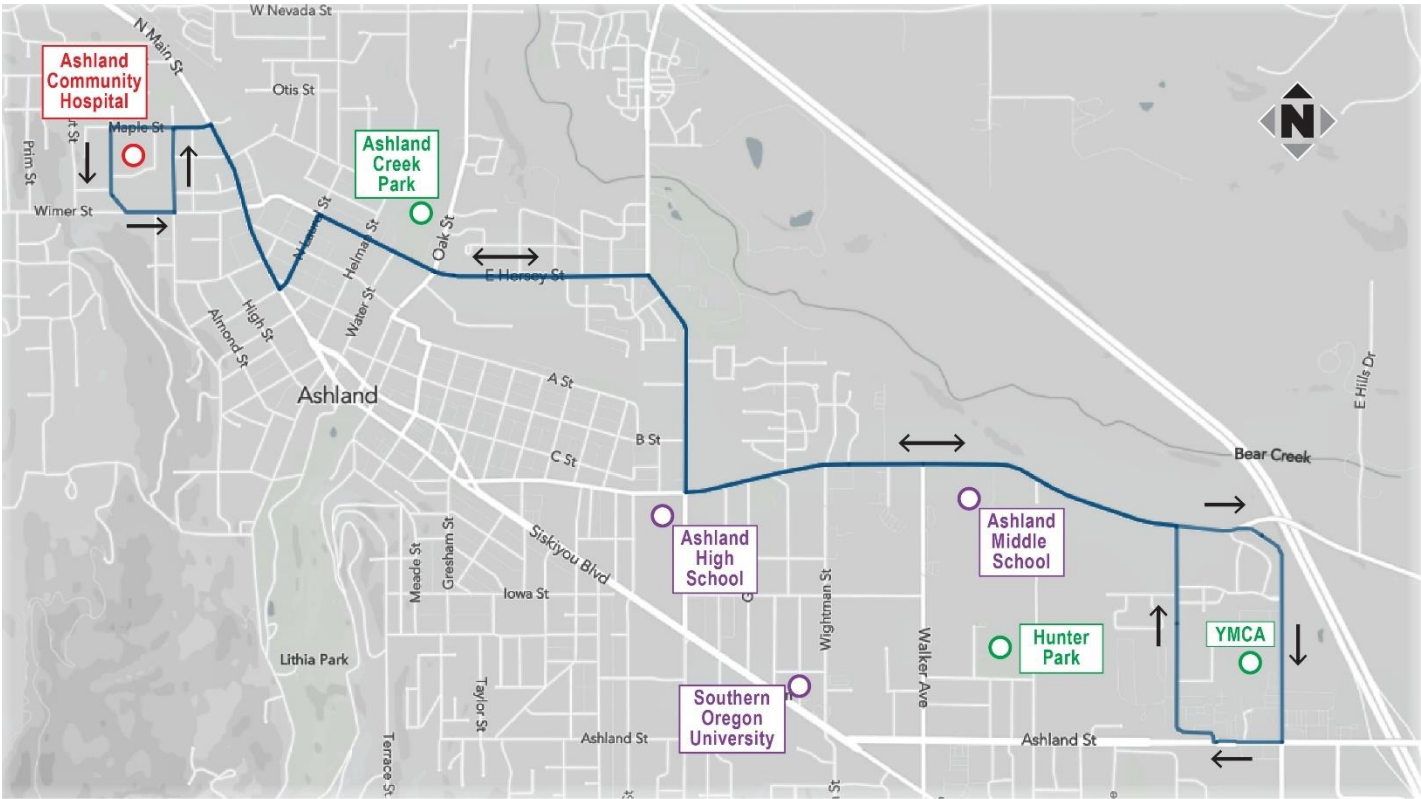 W Nevada St
N Main St
Ashland
Community
Hospital
Otis St
N
Maple St
Prim St
Ashland
Creek
Park
Wimer St
N Laurel St
Helman St
Oak St
E Hersey St
High St
Almond St
Water St
A St
Ashland
E Hills Dr
B St
C St
Bear Creek
Siskiyou Blvd
Ashland
High
School
Ashland
Middle
School
Meade St
Gresham St
Iowa St
Wightman St
Walker Ave
Hunter
Park
YMCA
Lithia Park
Taylor St
Southern
Oregon
University
Terrace St
Ashland St
Ashland St